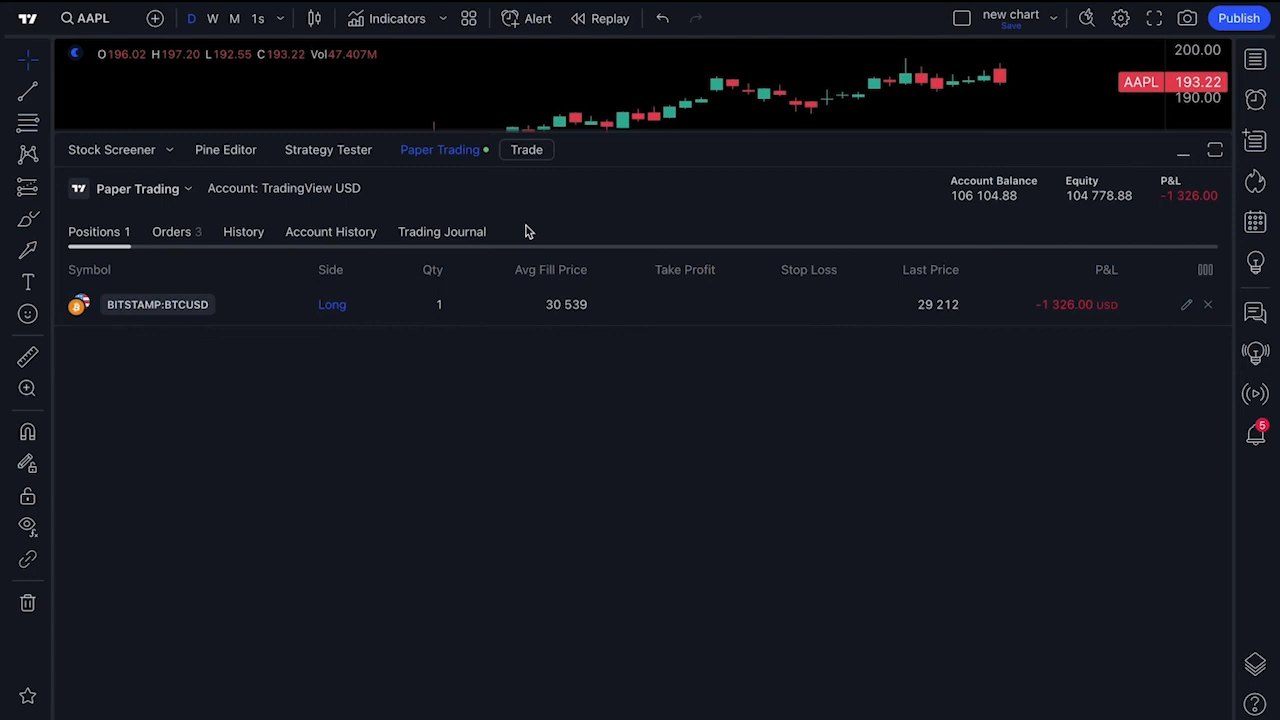 AAPL D W M 1s Indicators Alert Replay new chart Save Publish
O196.02 H197.20 L192.55 C193.22 Vol47.407M
200.00
AAPL 193.22
190.00
Stock Screener Pine Editor Strategy Tester Paper Trading Trade
Paper Trading Account: TradingView USD
Account Balance Equity P&L
106 104.88 104 778.88 -1 326.00
Positions 1 Orders 3 History Account History Trading Journal
Symbol Side Qty Avg Fill Price Take Profit Stop Loss Last Price P&L
BITSTAMP:BTCUSD Long 1 30 539 29 212 -1 326.00 USD
5